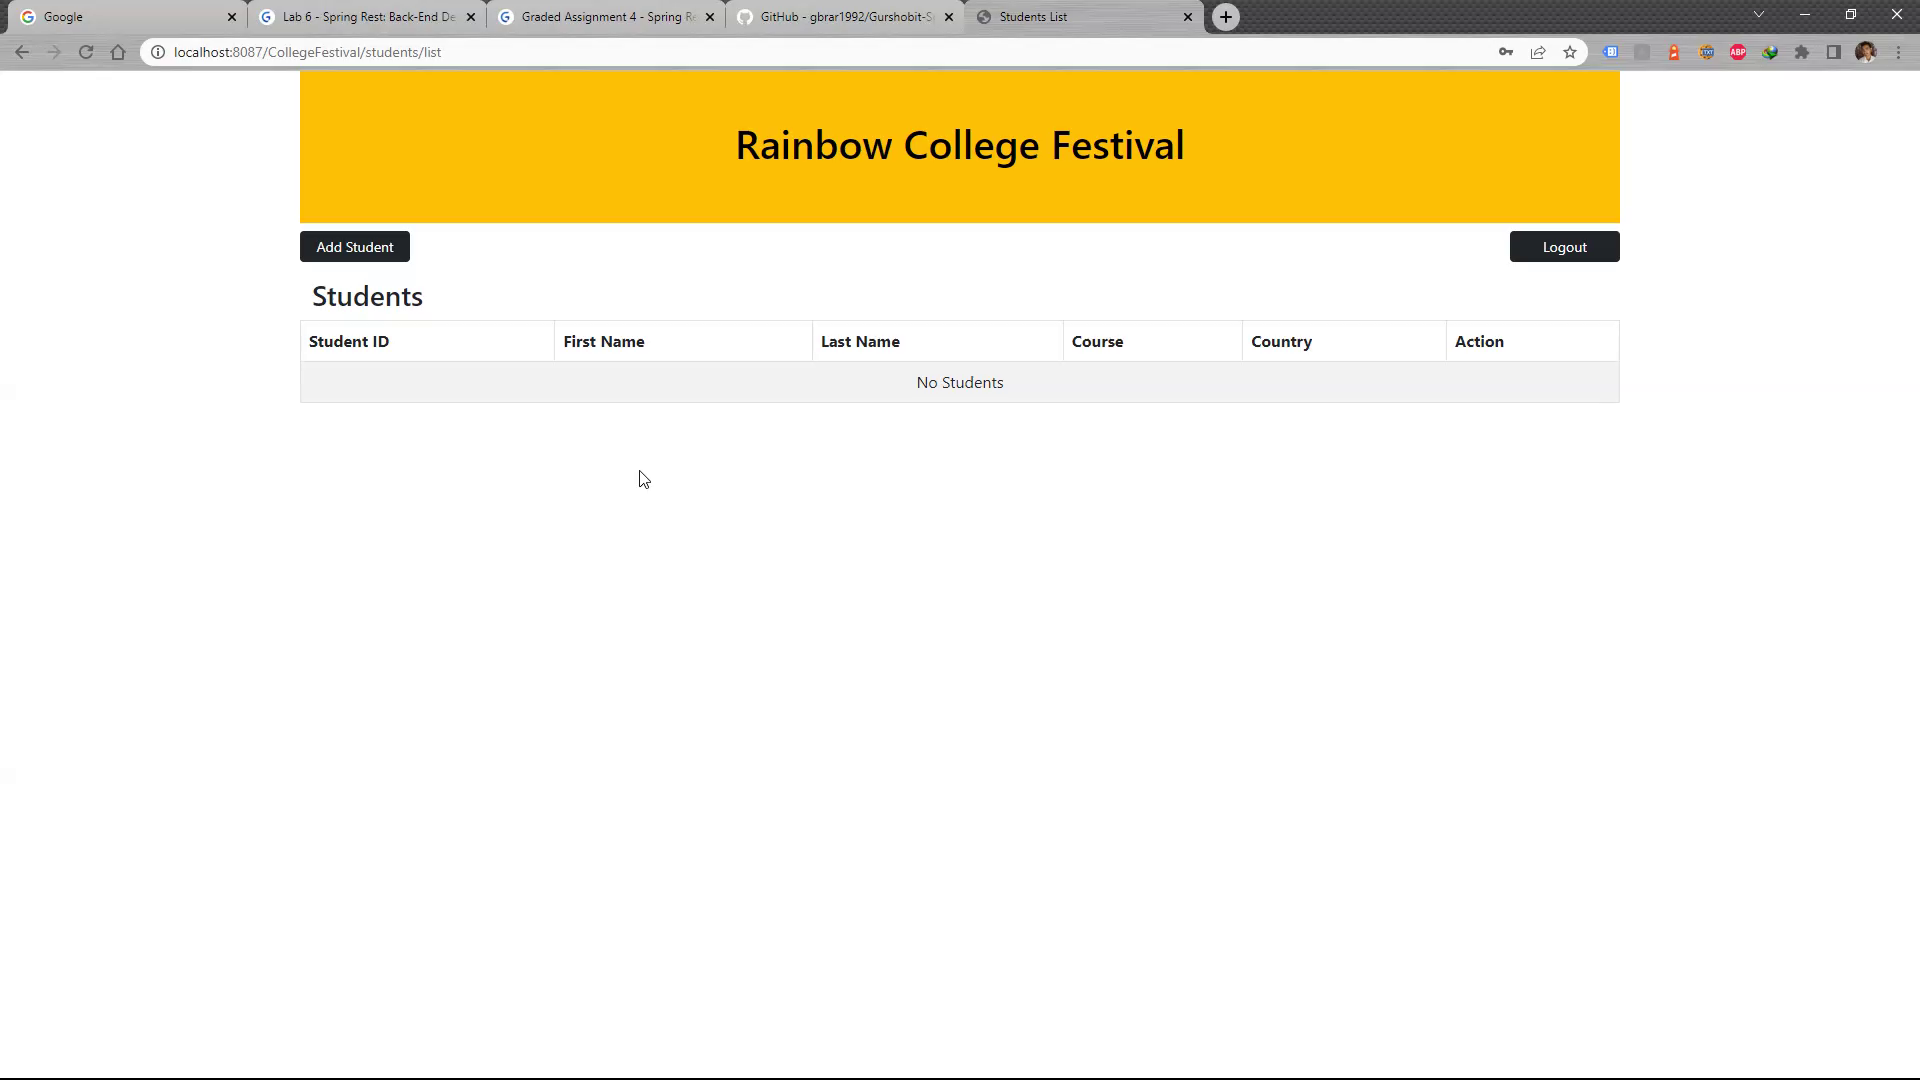 Google
Lab 6 - Spring Rest: Back-End De
Graded Assignment 4 - Spring Re
GitHub - gbrar1992/Gurshobit-S
Students List
localhost:8087/CollegeFestival/students/list
ABP
Rainbow College Festival
Add Student
Logout
Students
Student ID
First Name
Last Name
Course
Country
Action
No Students